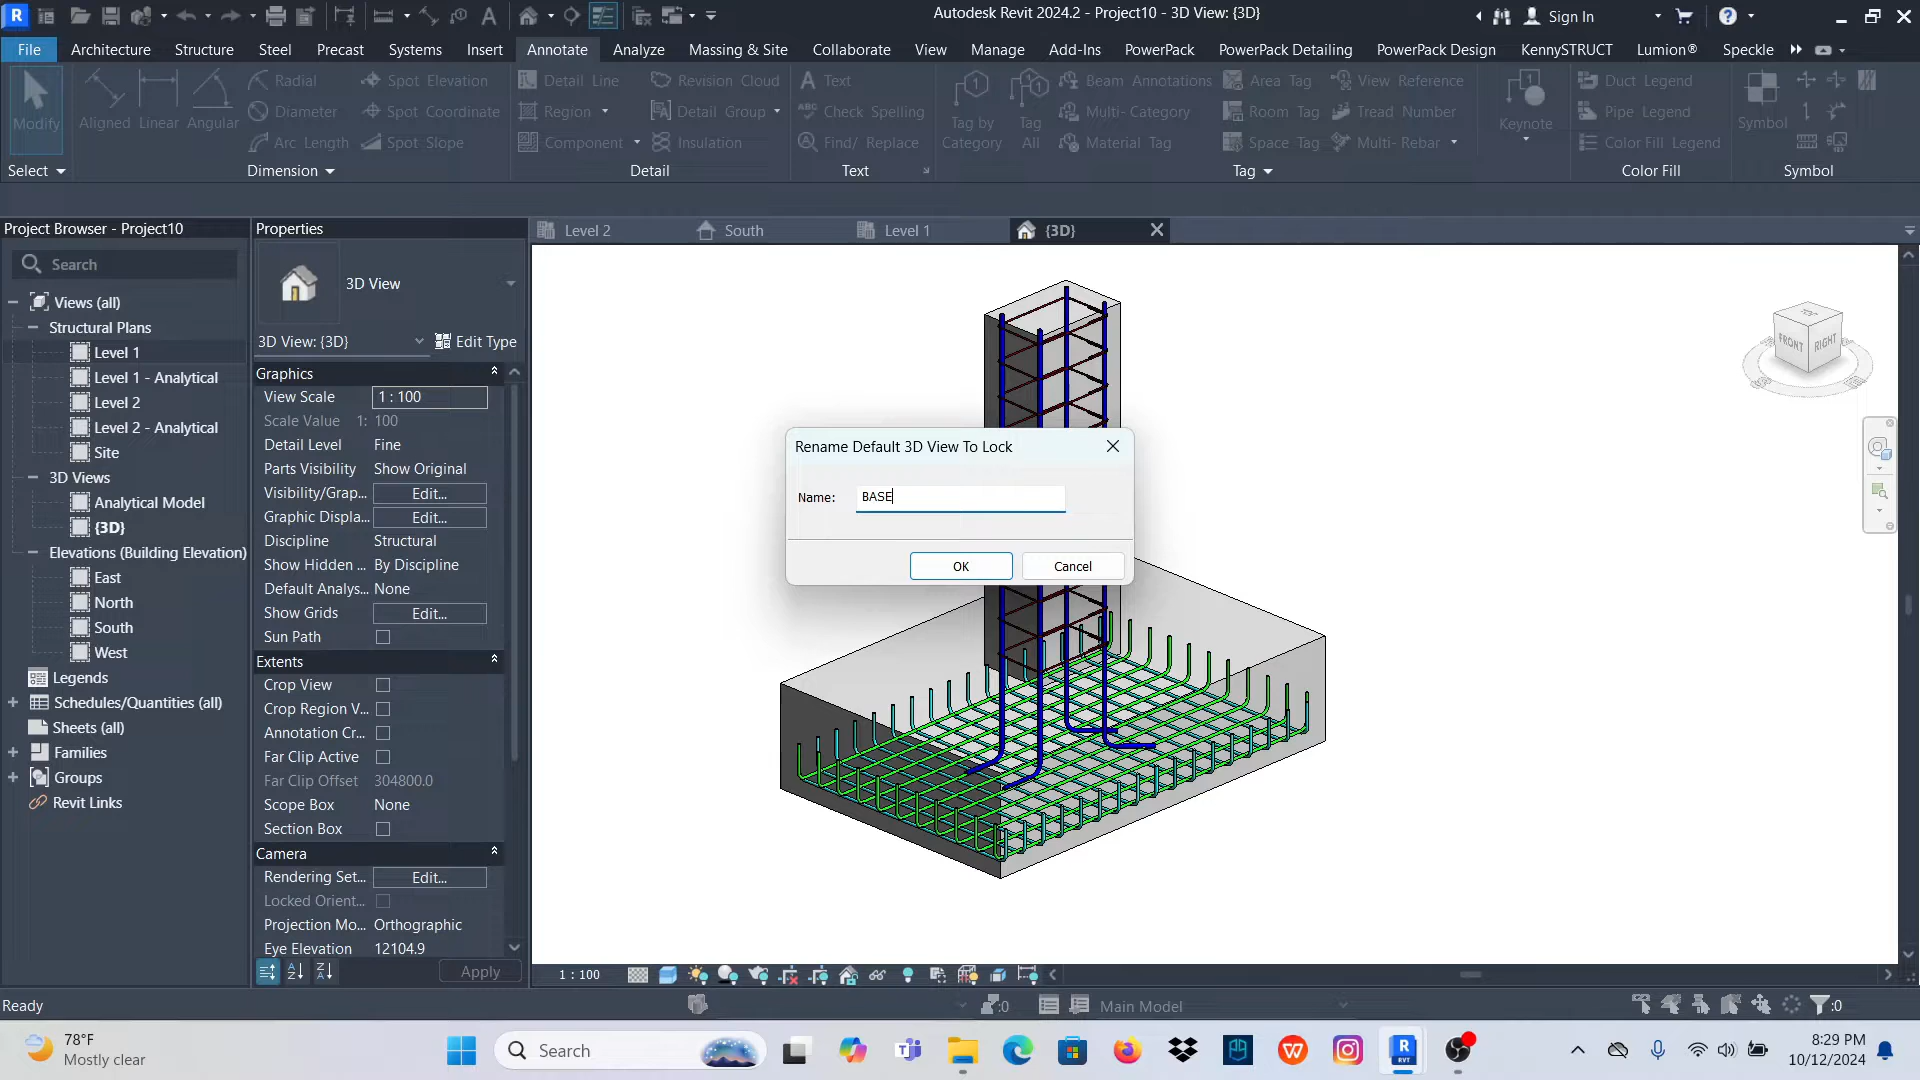 Autodesk Revit 2024.2 - Project10 - 3D View: {3D}
Sign In
File Architecture Structure Steel Precast Systems Insert Annotate Analyze Massing & Site Collaborate View Manage Add-Ins PowerPack PowerPack Detailing PowerPack Design KennySTRUCT Lumion® Speckle
Modify
Aligned Linear Angular
Radial
Diameter
Arc Length
Spot Elevation
Spot Coordinate
Spot Slope
Detail Line
Region
Component
Revision Cloud
Detail Group
Insulation
Text
Check Spelling
Find/ Replace
Tag by
Category
Tag
All
Beam Annotations
Multi- Category
Material Tag
Area Tag
Room Tag
Space Tag
View Reference
Tread Number
Multi- Rebar
Keynote
Duct Legend
Pipe Legend
Color Fill Legend
Symbol
Select Dimension Detail Text Tag Color Fill Symbol
Project Browser - Project10
Search
Views (all)
Structural Plans
Level 1
Level 1 - Analytical
Level 2
Level 2 - Analytical
Site
3D Views
Analytical Model
{3D}
Elevations (Building Elevation)
East
North
South
West
Legends
Schedules/Quantities (all)
Sheets (all)
Families
Groups
Revit Links
Properties
3D View
3D View: {3D} Edit Type
Graphics
View Scale 1 : 100
Scale Value 1: 100
Detail Level Fine
Parts Visibility Show Original
Visibility/Grap... Edit...
Graphic Displa... Edit...
Discipline Structural
Show Hidden ... By Discipline
Default Analys... None
Show Grids Edit...
Sun Path
Extents
Crop View
Crop Region V...
Annotation Cr...
Far Clip Active
Far Clip Offset 304800.0
Scope Box None
Section Box
Camera
Rendering Set... Edit...
Locked Orient...
Projection Mo... Orthographic
Eye Elevation 12104.9
Apply
Level 2 South Level 1 {3D}
TOP
FRONT RIGHT
Rename Default 3D View To Lock
Name: BASE
OK Cancel
1 : 100
Ready
:0
Main Model
:0
78°F
Mostly clear
Search
8:29 PM
10/12/2024